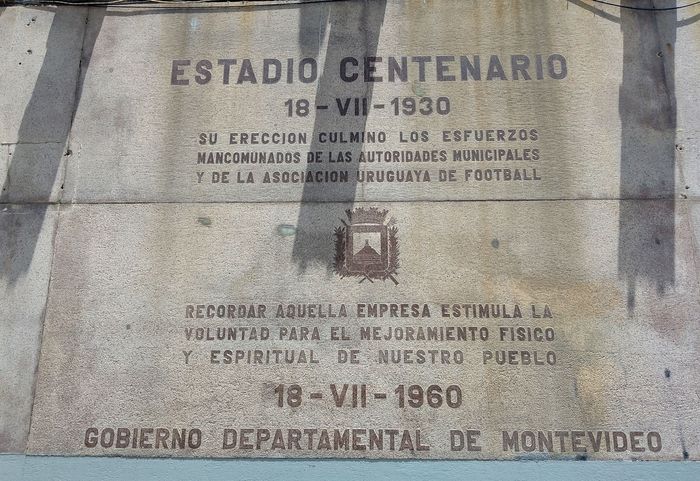 ESTADIO CENTENARIO
18-VII-1930
SU ERECCION CULMINO LOS ESFUERZOS
MANCOMUNADOS DE LAS AUTORIDADES MUNICIPALES
Y DE LA ASOCIACION URUGUAYA DE FOOTBALL
RECORDAR AQUELLA EMPRESA ESTIMULA LA
VOLUNTAD PARA EL MEJORAMIENTO FISICO
Y ESPIRITUAL DE NUESTRO PUEBLO
18-VII-1960
GOBIERNO DEPARTAMENTAL DE MONTEVIDEO